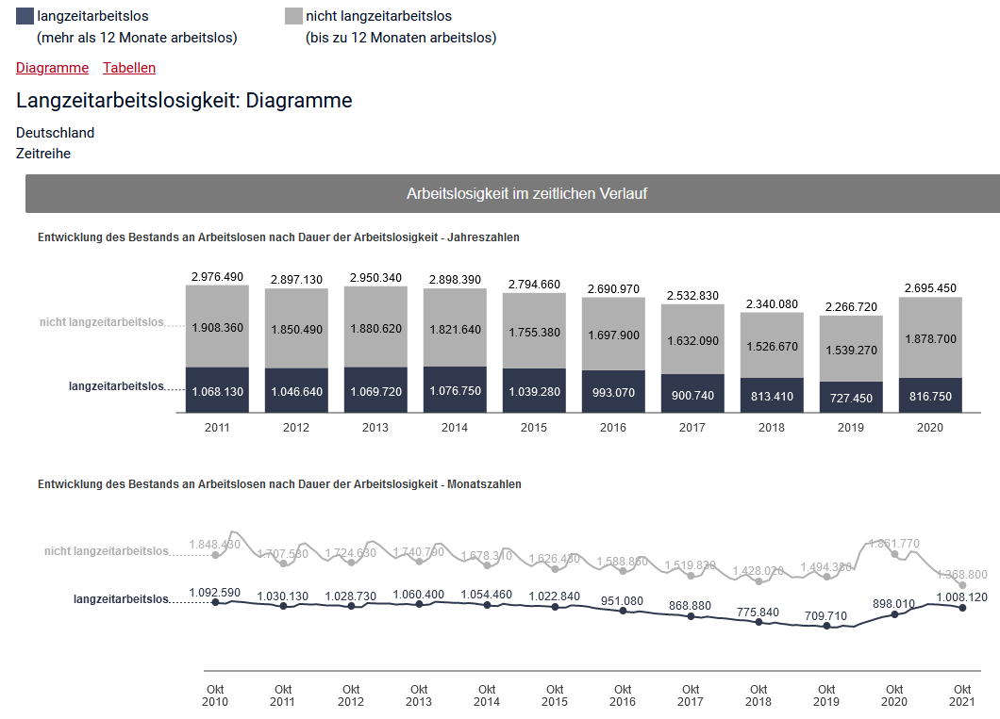 langzeitarbeitslos nicht langzeitarbeitslos
(mehr als 12 Monate arbeitslos) (bis zu 12 Monaten arbeitslos)
Diagramme Tabellen
Langzeitarbeitslosigkeit: Diagramme
Deutschland
Zeitreihe
Arbeitslosigkeit im zeitlichen Verlauf
Entwicklung des Bestands an Arbeitslosen nach Dauer der Arbeitslosigkeit - Jahreszahlen
2.976.490 2.897.130 2.950.340 2.898.390 2.794.660 2.690.970 2.532.830 2.340.080 2.266.720 2.695.450
nicht langzeitarbeitslos 1.908.360 1.850.490 1.880.620 1.821.640 1.755.380 1.697.900 1.632.090 1.526.670 1.539.270 1.878.700
langzeitarbeitslos 1.068.130 1.046.640 1.069.720 1.076.750 1.039.280 993.070 900.740 813.410 727.450 816.750
2011 2012 2013 2014 2015 2016 2017 2018 2019 2020
Entwicklung des Bestands an Arbeitslosen nach Dauer der Arbeitslosigkeit - Monatszahlen
nicht langzeitarbeitslos 1.848.430 1.707.530 1.724.630 1.740.790 1.678.310 1.626.430 1.588.860 1.519.820 1.428.020 1.494.330 1.861.770 1.368.800
langzeitarbeitslos 1.092.590 1.030.130 1.028.730 1.060.400 1.054.460 1.022.840 951.080 868.880 775.840 709.710 898.010 1.008.120
Okt Okt Okt Okt Okt Okt Okt Okt Okt Okt Okt Okt
2010 2011 2012 2013 2014 2015 2016 2017 2018 2019 2020 2021